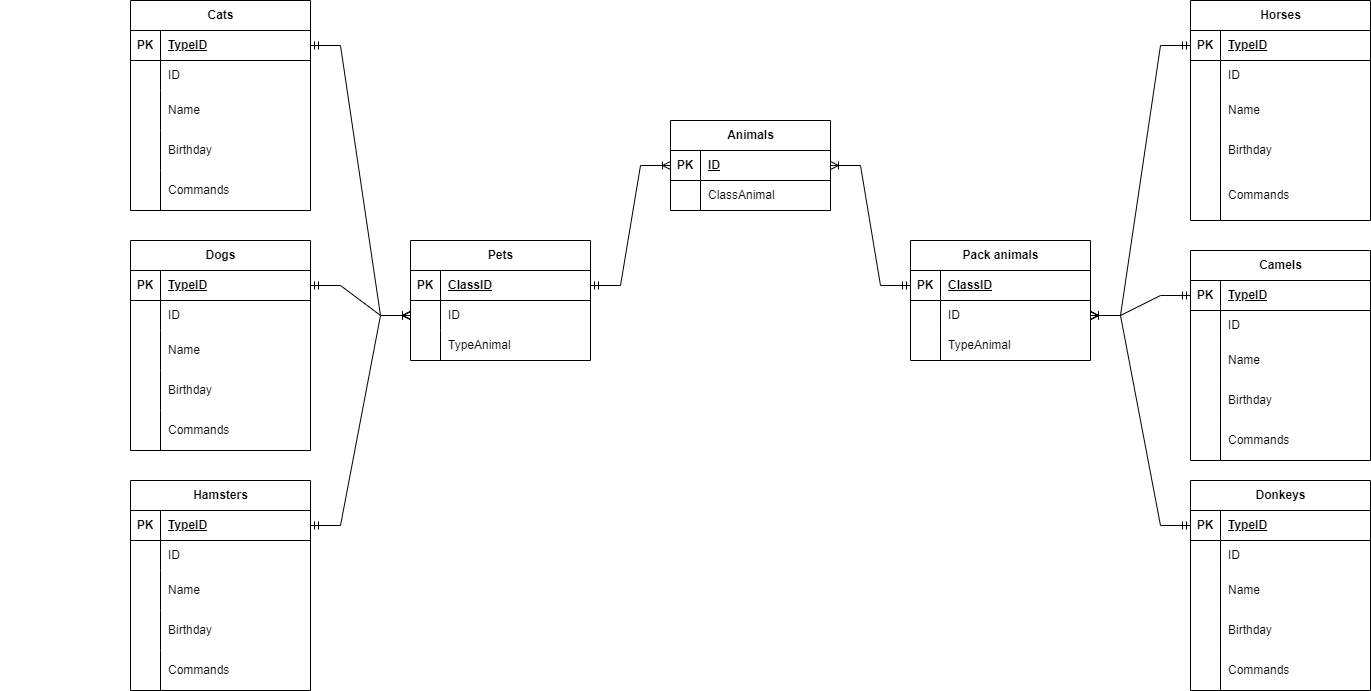 Cats
PK TypeID
ID
Name
Birthday
Commands
Dogs
PK TypeID
ID
Name
Birthday
Commands
Hamsters
PK TypeID
ID
Name
Birthday
Commands
Pets
PK ClassID
ID
TypeAnimal
Animals
PK ID
ClassAnimal
Pack animals
PK ClassID
ID
TypeAnimal
Horses
PK TypeID
ID
Name
Birthday
Commands
Camels
PK TypeID
ID
Name
Birthday
Commands
Donkeys
PK TypeID
ID
Name
Birthday
Commands